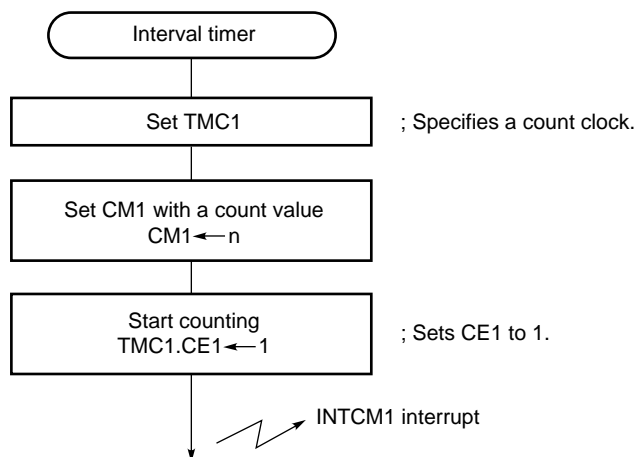 Interval timer
Set TMC1
; Specifies a count clock.
Set CM1 with a count value
CM1←n
Start counting
TMC1.CE1←1
; Sets CE1 to 1.
INTCM1 interrupt